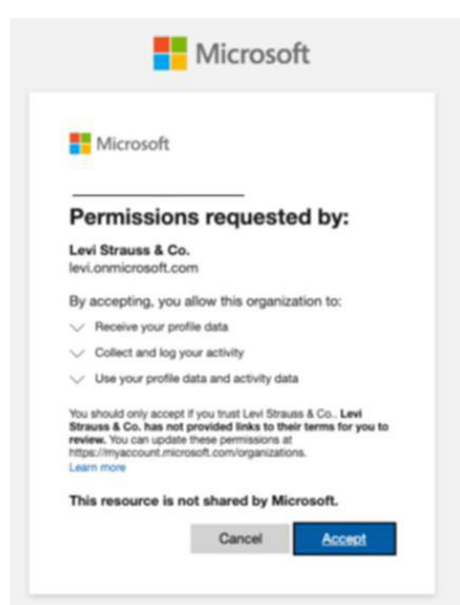 Microsoft
Microsoft
Permissions requested by:
Levi Strauss & Co.
levi.onmicrosoft.com
By accepting, you allow this organization to:
Receive your profile data
Collect and log your activity
Use your profile data and activity data
You should only accept if you trust Levi Strauss & Co.. Levi
Strauss & Co. has not provided links to their terms for you to
review. You can update these permissions at
https://myaccount.microsoft.com/organizations.
Learn more
This resource is not shared by Microsoft.
Cancel Accept